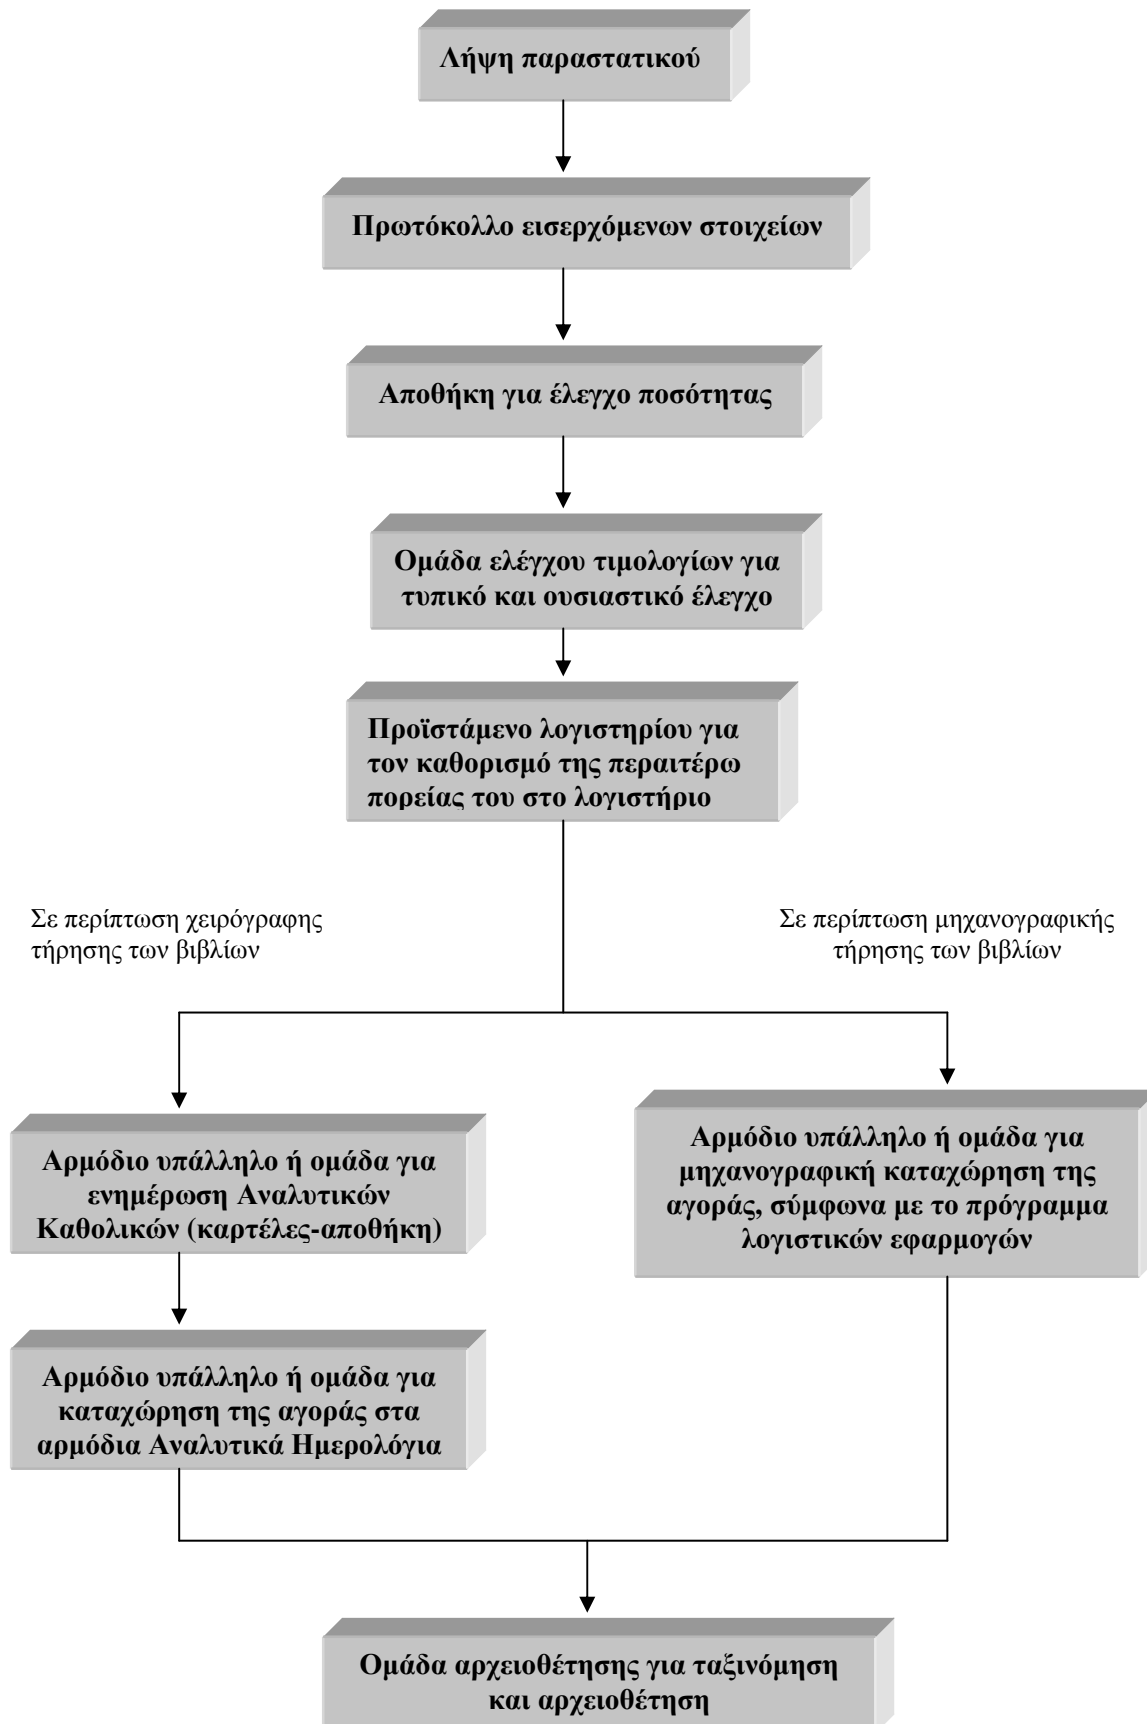 Λήψη παραστατικού
Πρωτόκολλο εισερχόμενων στοιχείων
Αποθήκη για έλεγχο ποσότητας
Ομάδα ελέγχου τιμολογίων για
τυπικό και ουσιαστικό έλεγχο
Προϊστάμενο λογιστηρίου για
τον καθορισμό της περαιτέρω
πορείας του στο λογιστήριο
Σε περίπτωση χειρόγραφης
τήρησης των βιβλίων
Σε περίπτωση μηχανογραφικής
τήρησης των βιβλίων
Αρμόδιο υπάλληλο ή ομάδα για
ενημέρωση Αναλυτικών
Καθολικών (καρτέλες-αποθήκη)
Αρμόδιο υπάλληλο ή ομάδα για
μηχανογραφική καταχώρηση της
αγοράς, σύμφωνα με το πρόγραμμα
λογιστικών εφαρμογών
Αρμόδιο υπάλληλο ή ομάδα για
καταχώρηση της αγοράς στα
αρμόδια Αναλυτικά Ημερολόγια
Ομάδα αρχειοθέτησης για ταξινόμηση
και αρχειοθέτηση